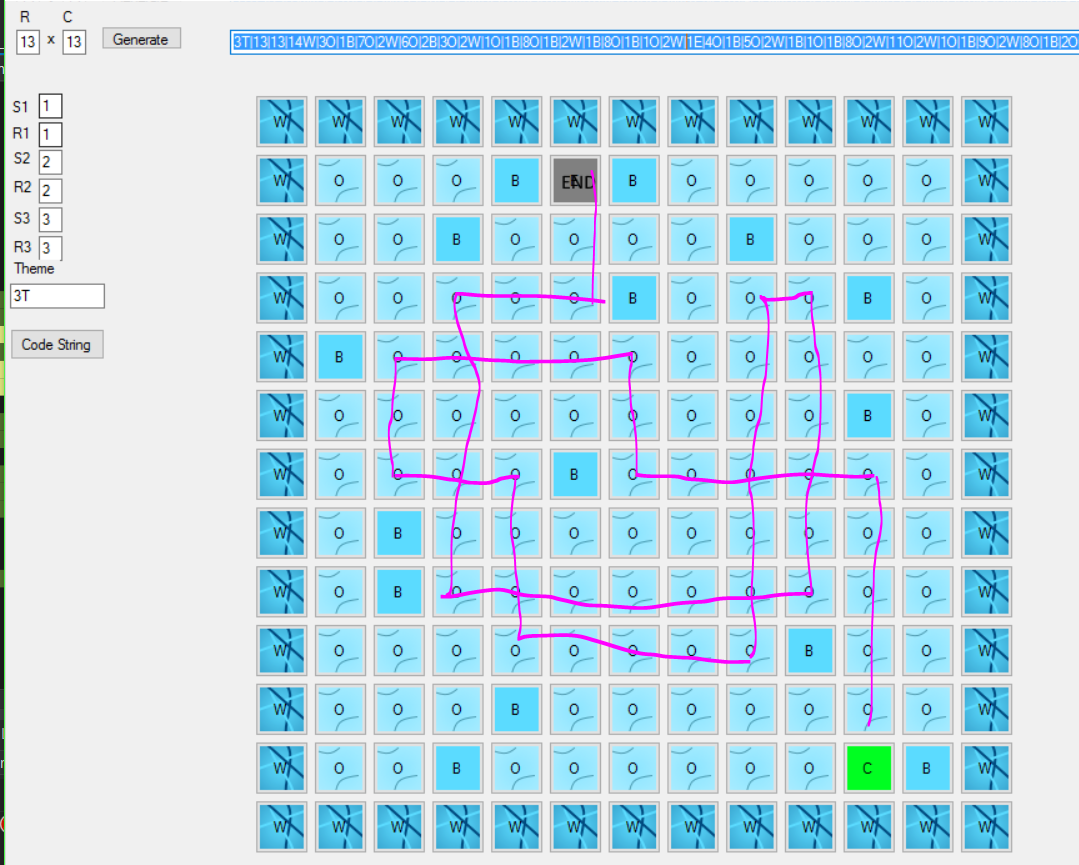 R C
13 x 13 Generate
3T|13|13|14W|3O|1B|7O|2W|6O|2B|3O|2W|1O|1B|8O|1B|2W|1B|8O|1B|1O|2W|1E|4O|1B|5O|2W|1B|1O|1B|8O|2W|11O|2W|1O|1B|9O|2W|8O|1B|2O
S1 1
R1 1
S2 2
R2 2
S3 3
R3 3
Theme
3T
Code String
W W W W W W W W W W W W W
W O O O B END B O O O O O W
W O O B O O O O B O O O W
W O O O O O B O O O B O W
W B O O O O O O O O O O W
W O O O O O O O O O B O W
W O O O O B O O O O O O W
W O B O O O O O O O O O W
W O B O O O O O O O O O W
W O O O O O O O O B O O W
W O O O B O O O O O O O W
W O O B O O O O O O C B W
W W W W W W W W W W W W W